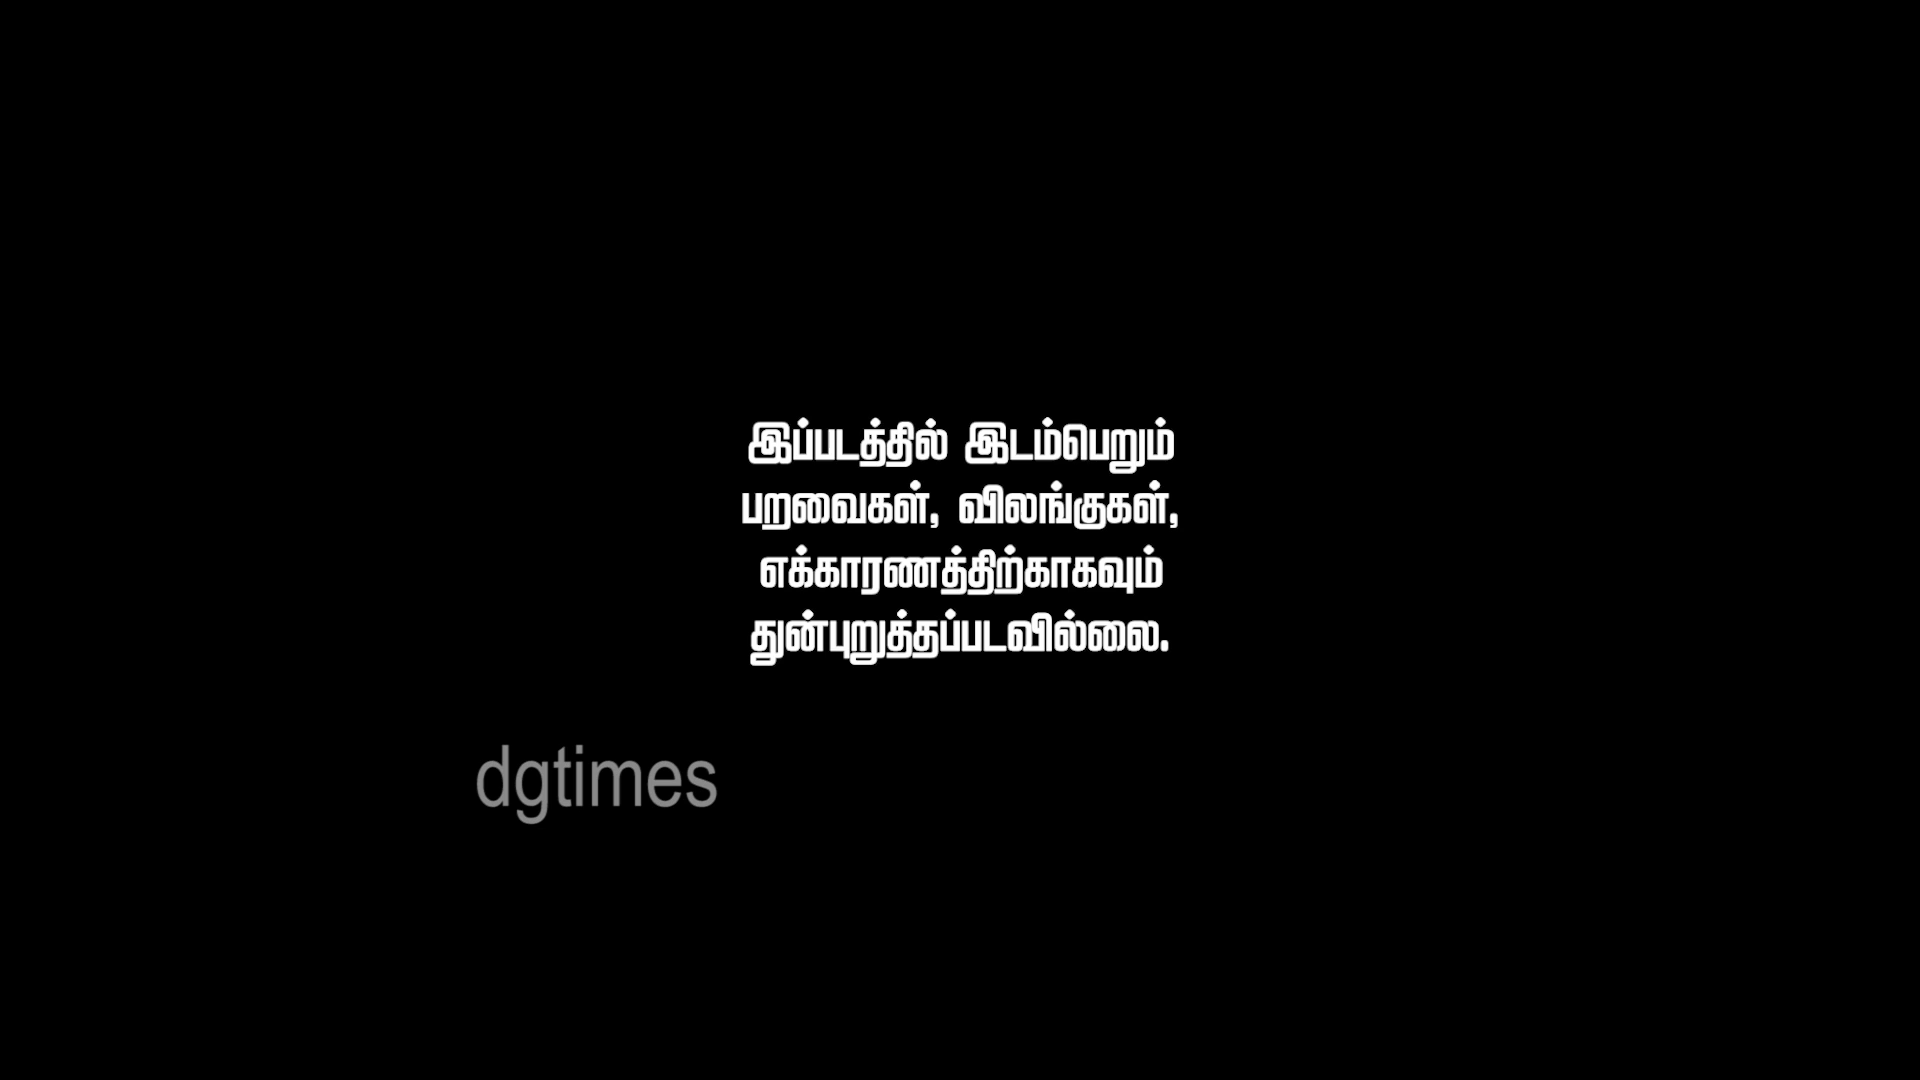 இப்படத்தில் இடம்பெறும்
பறவைகள், விலங்குகள்,
எக்காரணத்திற்காகவும்
துன்புறுத்தப்படவில்லை.
dgtimes